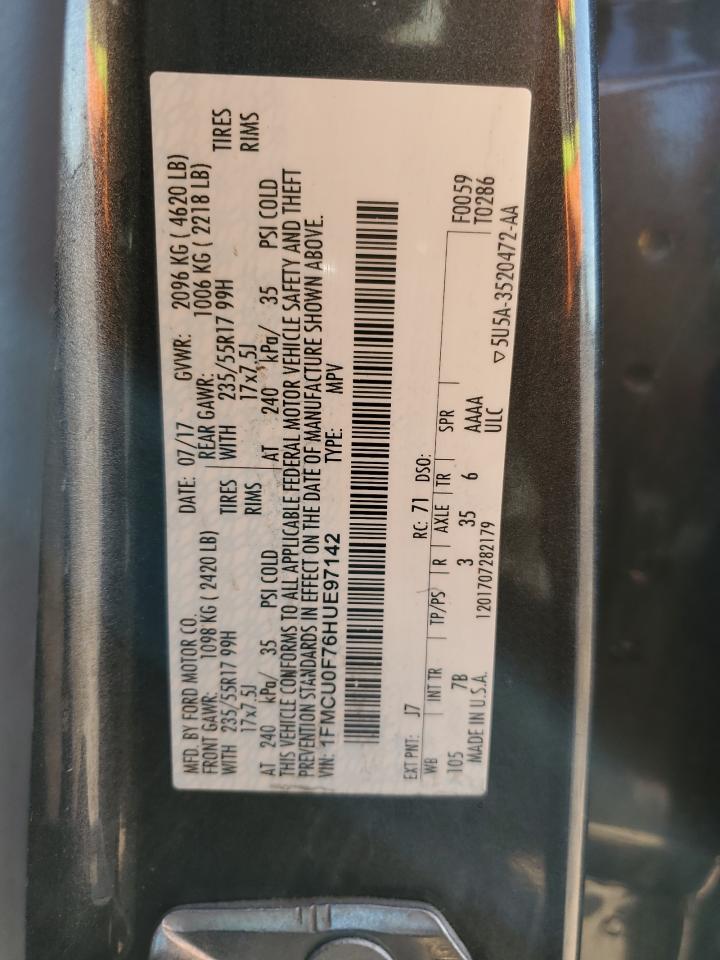 MFD. BY FORD MOTOR CO. DATE: 07/17 GVWR: 2096 KG ( 4620 LB)
FRONT GAWR: 1098 KG ( 2420 LB) REAR GAWR: 1006 KG ( 2218 LB)
WITH 235/55R17 99H TIRES WITH 235/55R17 99H TIRES
17x7.5J RIMS 17x7.5J RIMS
AT 240 kPa/ 35 PSI COLD AT 240 kPa/ 35 PSI COLD
THIS VEHICLE CONFORMS TO ALL APPLICABLE FEDERAL MOTOR VEHICLE SAFETY AND THEFT
PREVENTION STANDARDS IN EFFECT ON THE DATE OF MANUFACTURE SHOWN ABOVE.
VIN: 1FMCU0F76HUE97142 TYPE: MPV
EXT PNT: J7 RC: 71 DSO:
WB INT TR TP/PS R AXLE TR SPR F0059
105 7B 3 35 6 AAAA T0286
MADE IN U.S.A. 1201707282179 ULC ▽5U5A-3520472-AA